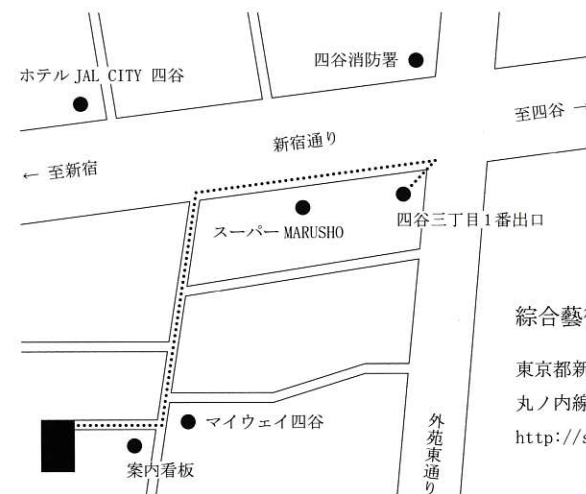 四谷消防署
ホテル JAL CITY 四谷
至四谷 →
新宿通り
← 至新宿
四谷三丁目1番出口
スーパー MARUSHO
綜合藝
東京都新
丸ノ内線
http://s
マイウェイ四谷
外苑東通り
案内看板